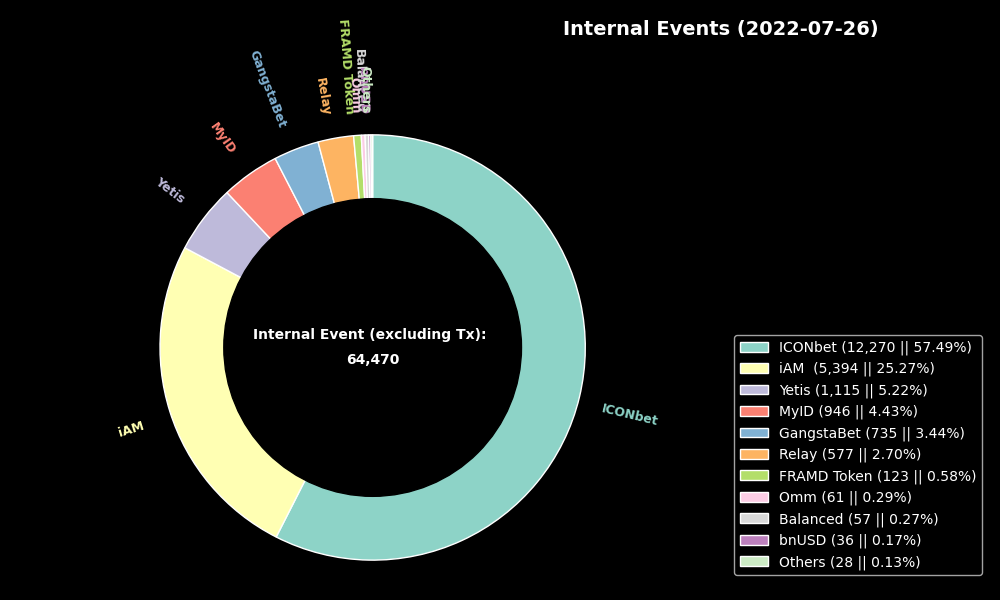 Internal Events (2022-07-26)
FRAMD Token
Balanced
Others
Omm
Relay
GangstaBet
MyID
Yetis
iAM
ICONbet
Internal Event (excluding Tx):
64,470
ICONbet (12,270 || 57.49%)
iAM  (5,394 || 25.27%)
Yetis (1,115 || 5.22%)
MyID (946 || 4.43%)
GangstaBet (735 || 3.44%)
Relay (577 || 2.70%)
FRAMD Token (123 || 0.58%)
Omm (61 || 0.29%)
Balanced (57 || 0.27%)
bnUSD (36 || 0.17%)
Others (28 || 0.13%)